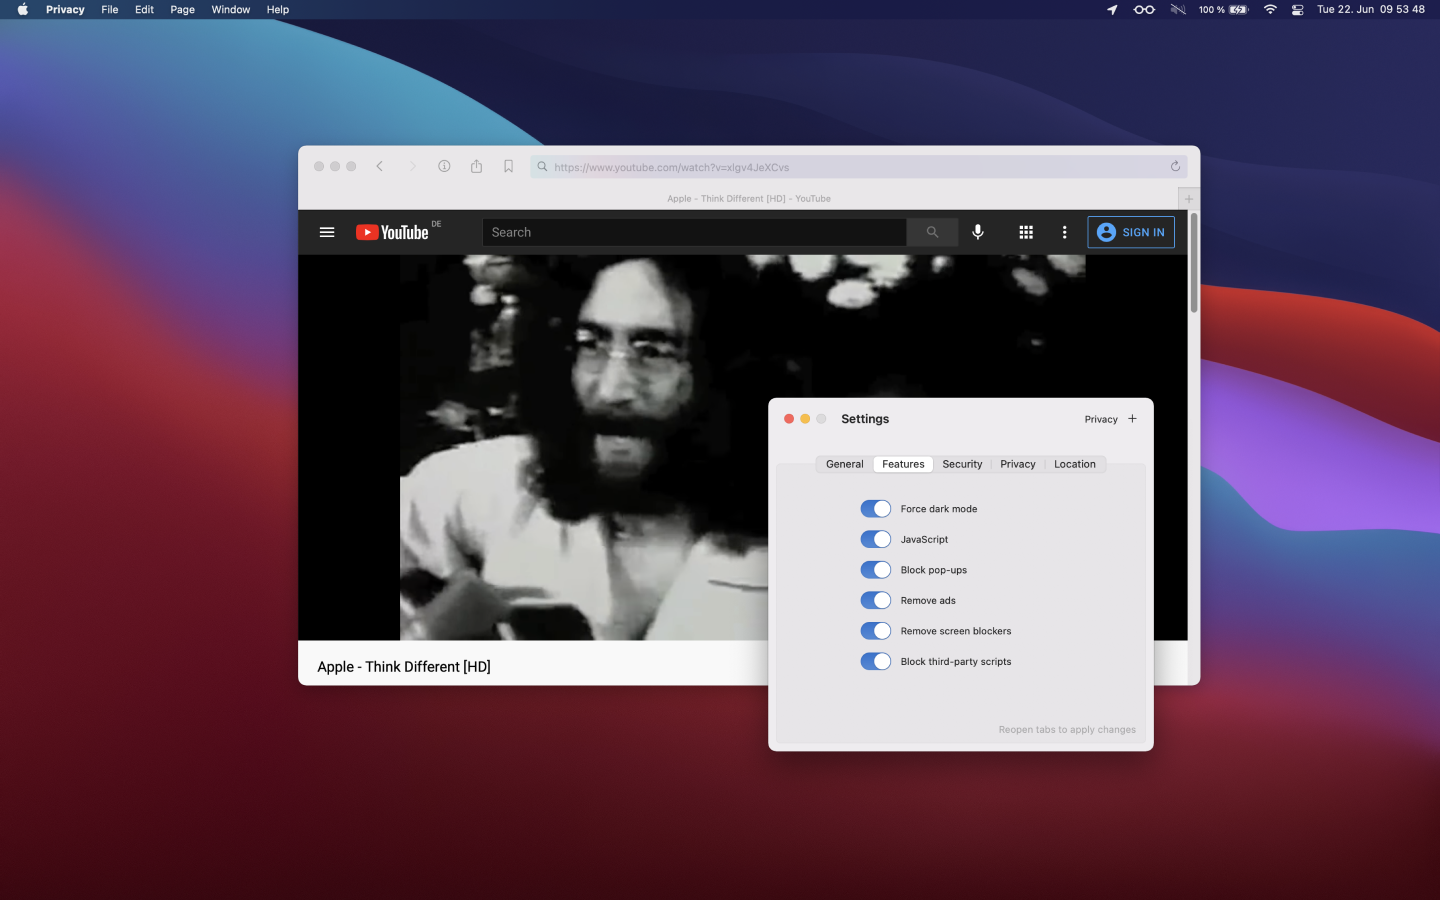 Privacy File Edit Page Window Help
100 % Tue 22. Jun 09 53 48
https://www.youtube.com/watch?v=xlgv4JeXCvs
Apple - Think Different [HD] - YouTube
YouTube DE
Search
SIGN IN
Settings
Privacy +
General Features Security Privacy Location
Force dark mode
JavaScript
Block pop-ups
Remove ads
Remove screen blockers
Block third-party scripts
Reopen tabs to apply changes
Apple - Think Different [HD]